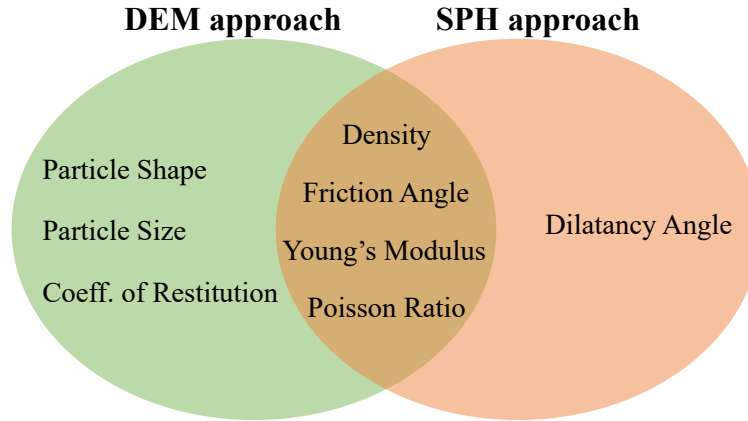 DEM approach
SPH approach
Particle Shape
Particle Size
Coeff. of Restitution
Density
Friction Angle
Young’s Modulus
Poisson Ratio
Dilatancy Angle